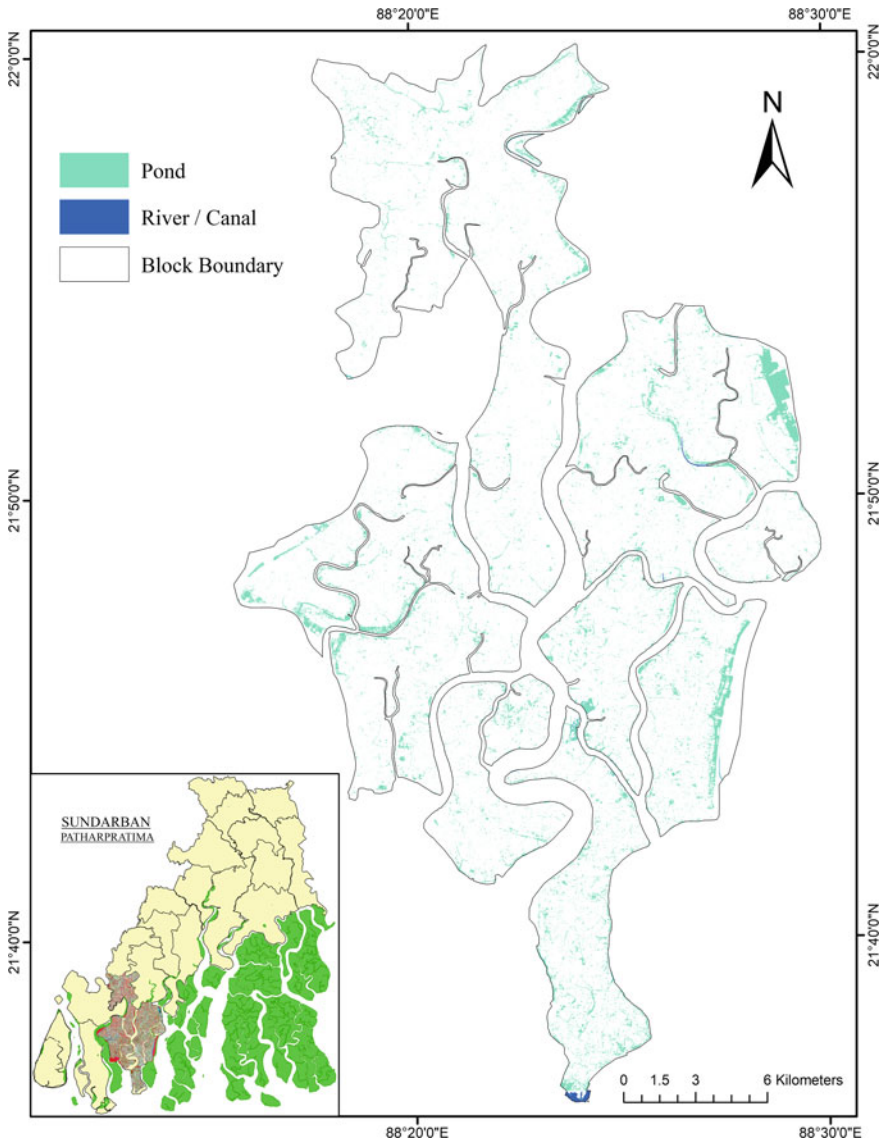 88°20'0"E
88°30'0"E
22°0'0"N
22°0'0"N
N
Pond
River / Canal
Block Boundary
21°50'0"N
21°50'0"N
SUNDARBAN
PATHARPRATIMA
21°40'0"N
21°40'0"N
0 1.5 3 6 Kilometers
88°20'0"E
88°30'0"E